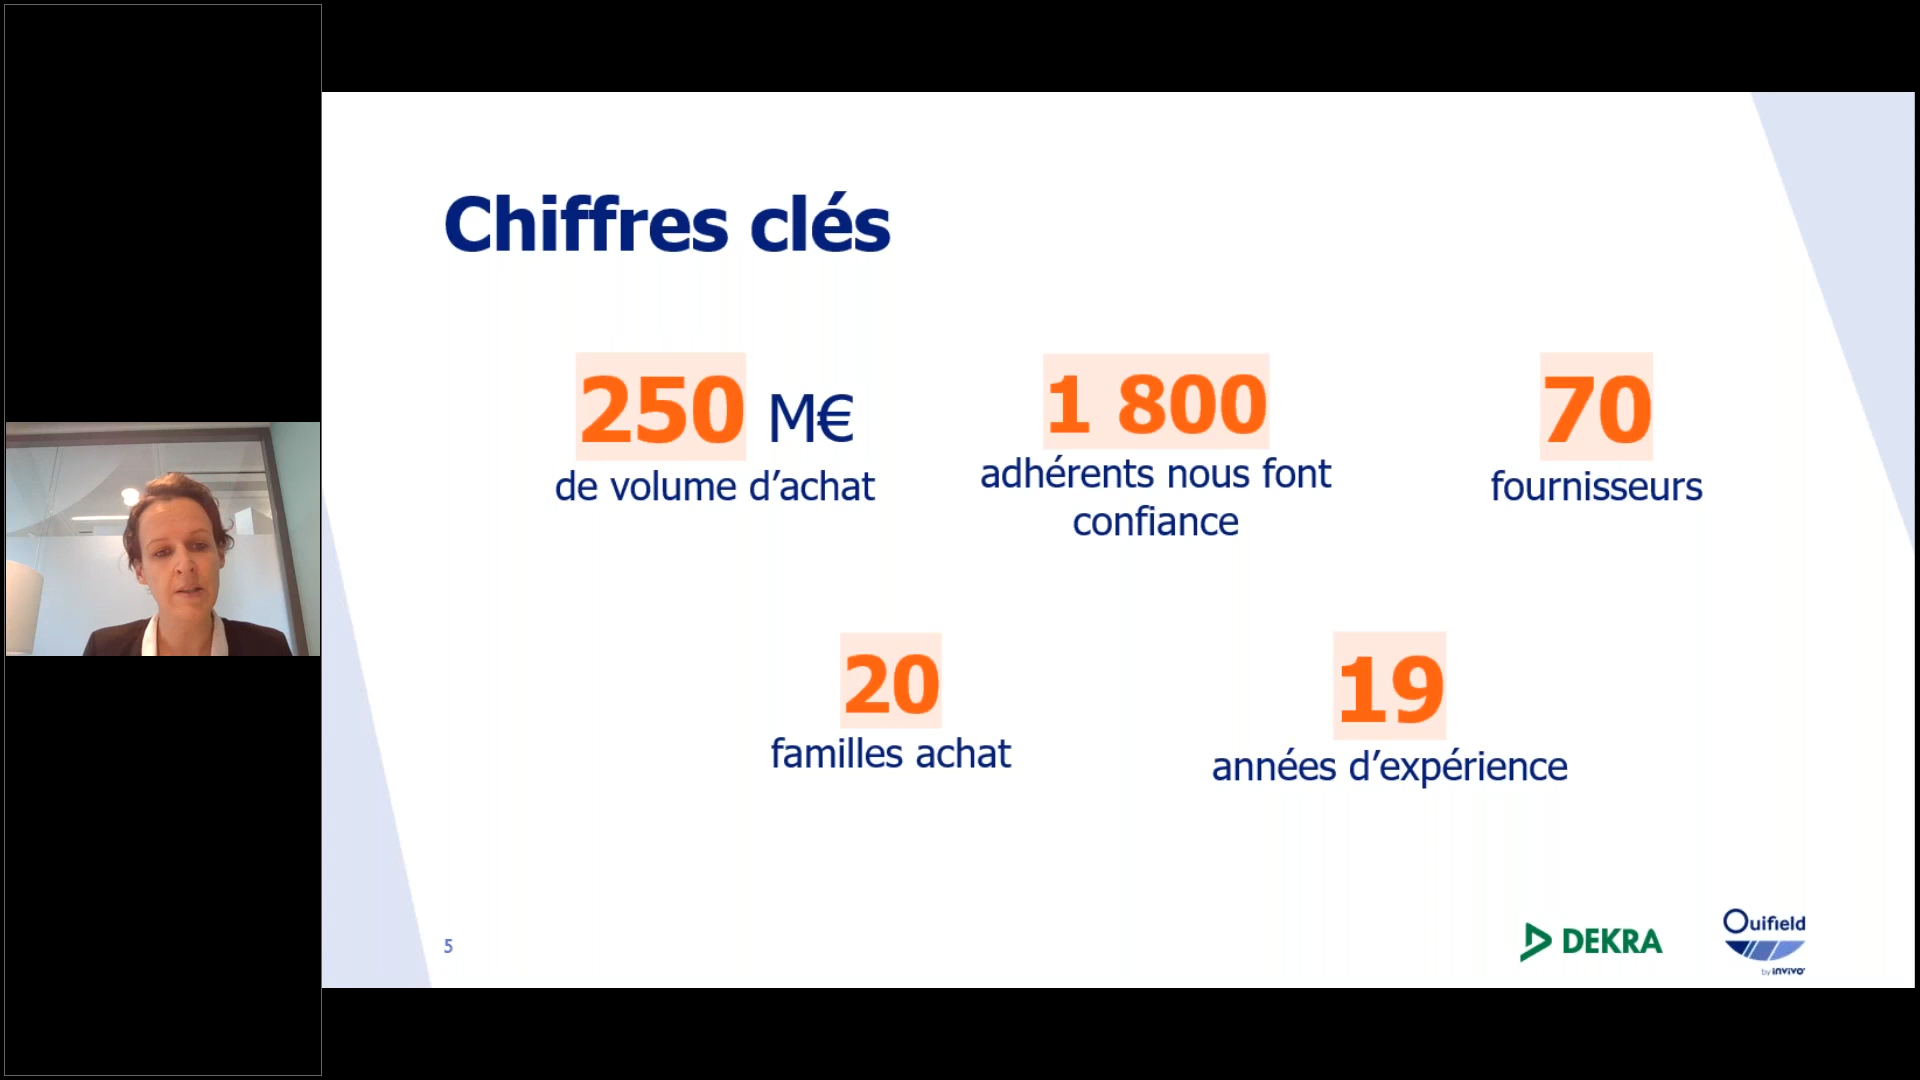 Chiffres clés
250 M€
de volume d’achat
1 800
adhérents nous font
confiance
70
fournisseurs
20
familles achat
19
années d’expérience
5
DEKRA
Ouifield
by invivo